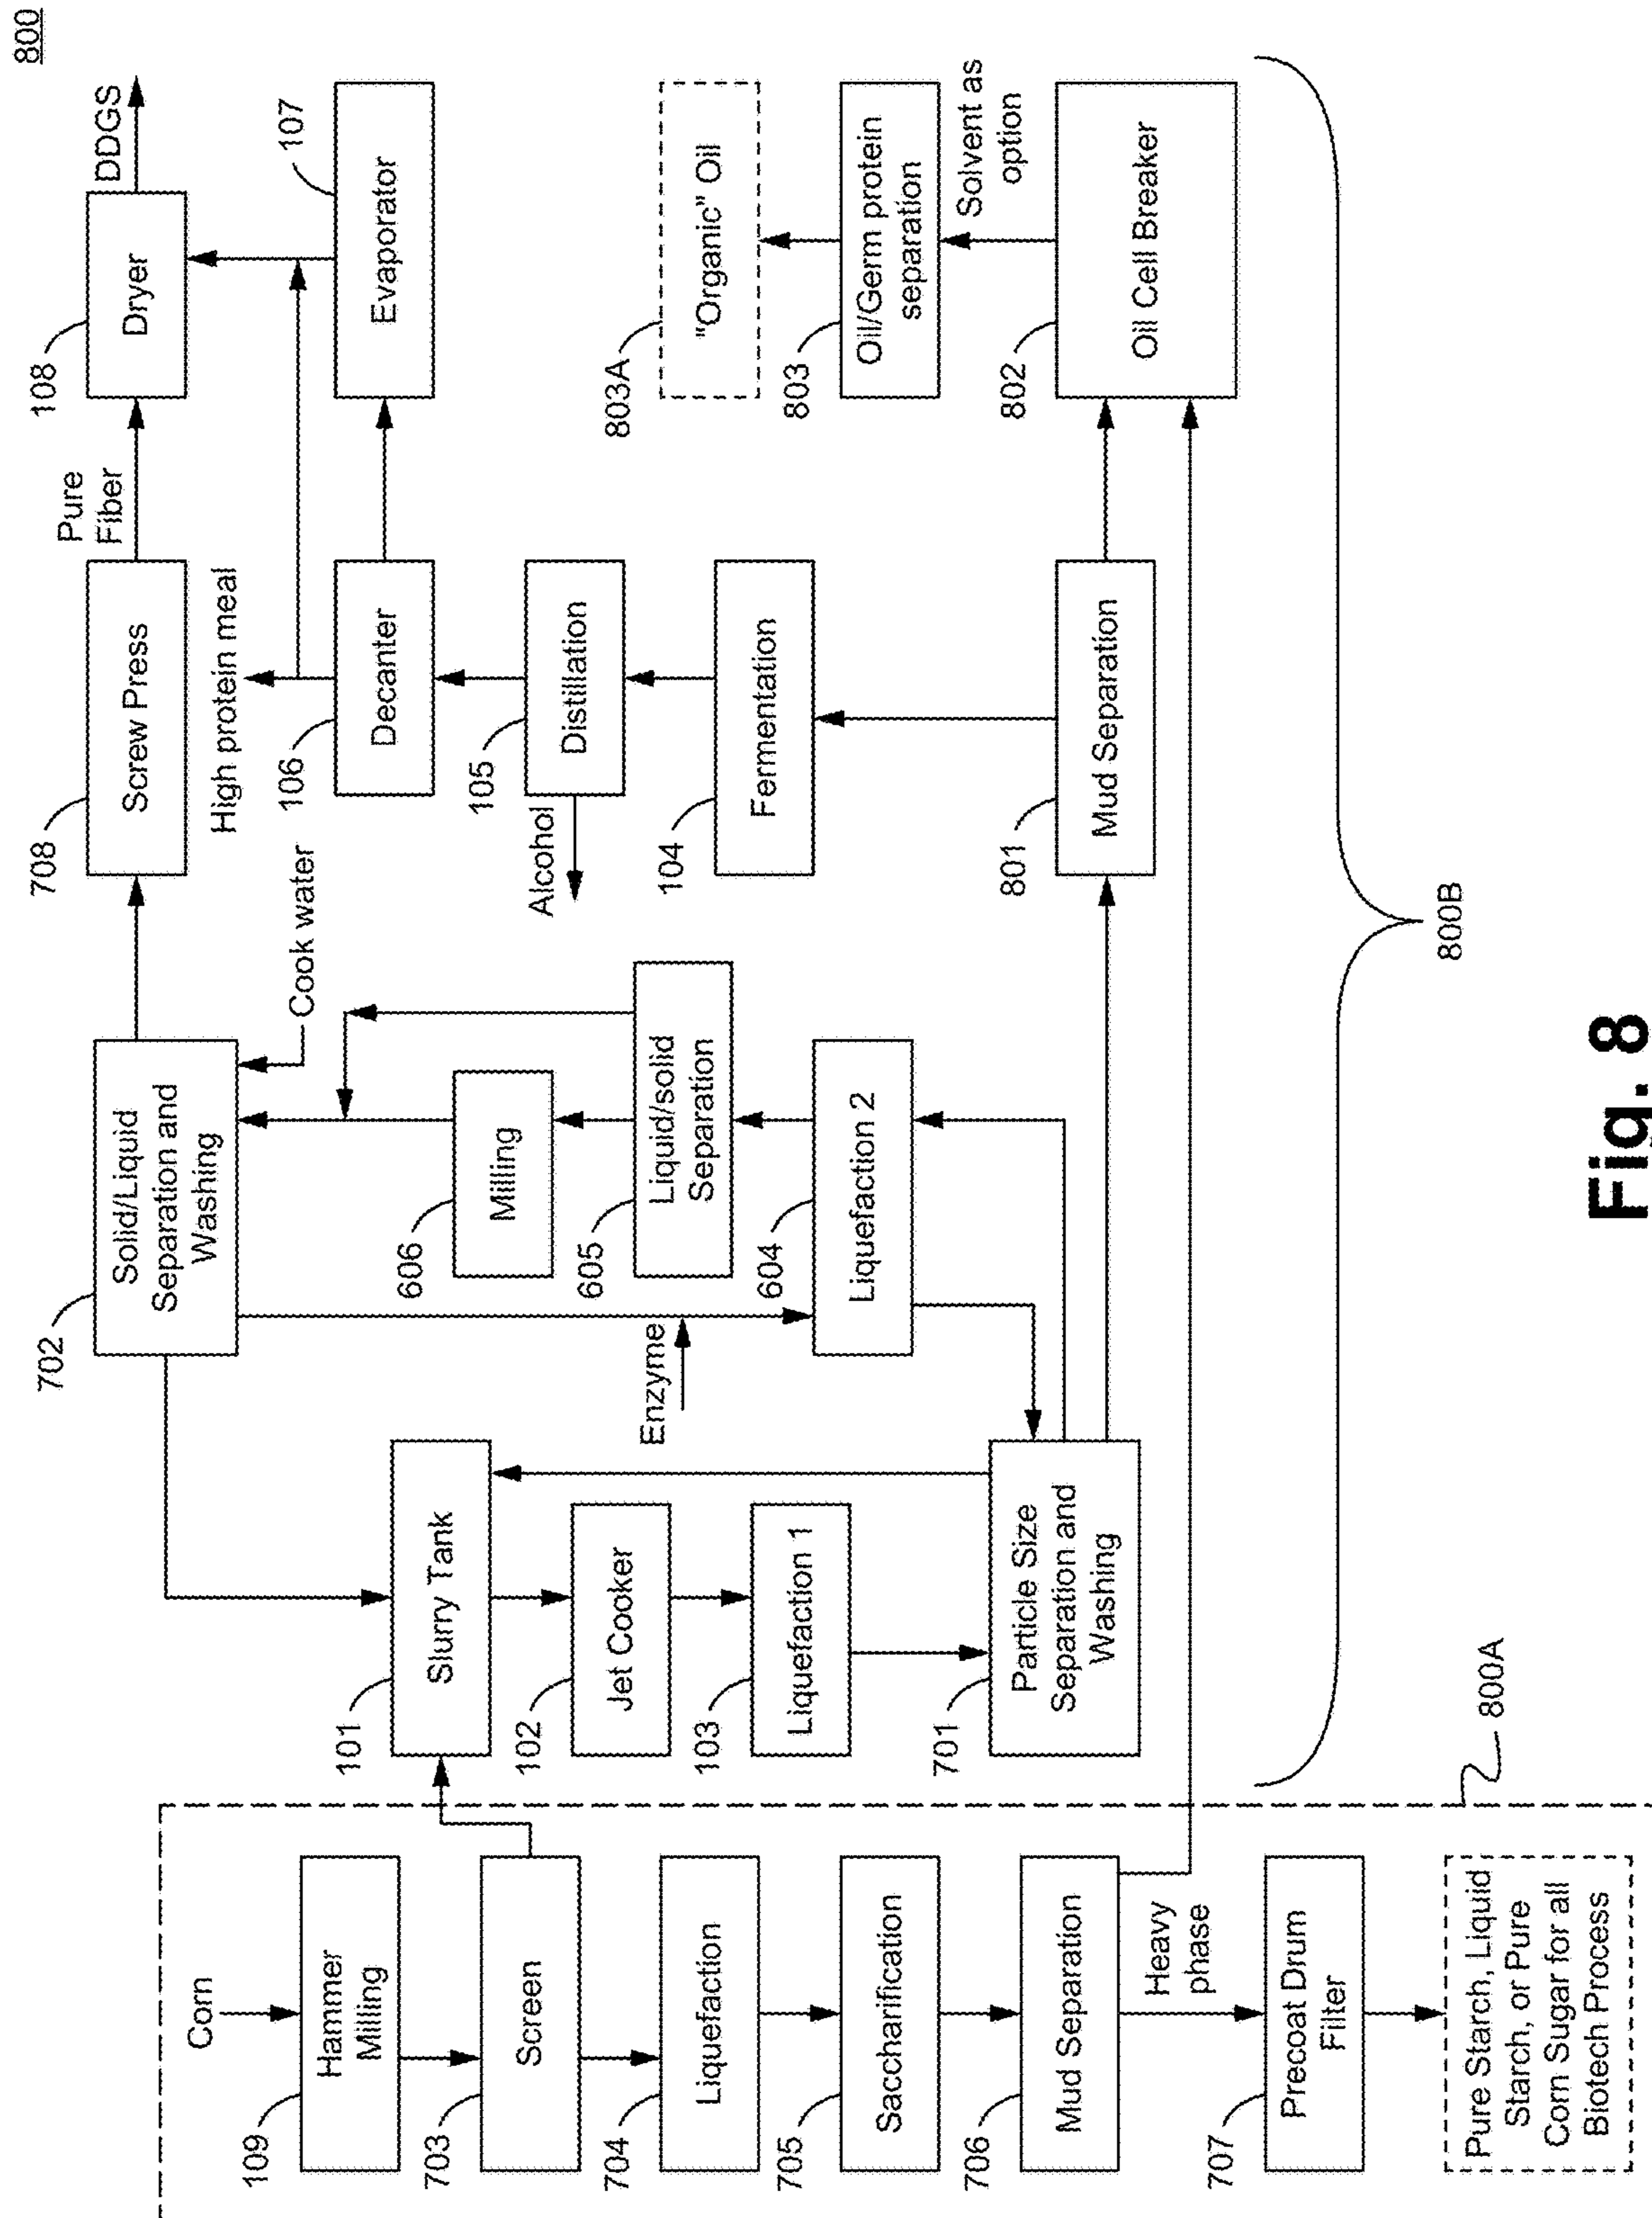 800
Corn
109
Hammer
Milling
703
Screen
704
Liquefaction
705
Saccharification
706
Mud Separation
Heavy
phase
707
Precoat Drum
Filter
Pure Starch, Liquid
Starch, or Pure
Corn Sugar for all
Biotech Process
800A
101
Slurry Tank
102
Jet Cooker
103
Liquefaction 1
701
Particle Size
Separation and
Washing
702
Solid/Liquid
Separation and
Washing
Cook water
606
Milling
605
Liquid/solid
Separation
Enzyme
604
Liquefaction 2
708
Screw Press
Pure
Fiber
High protein meal
106
Decanter
105
Distillation
Alcohol
104
Fermentation
801
Mud Separation
108
Dryer
DDGS
107
Evaporator
803A
"Organic" Oil
803
Oil/Germ protein
separation
Solvent as
option
802
Oil Cell Breaker
800B
Fig. 8